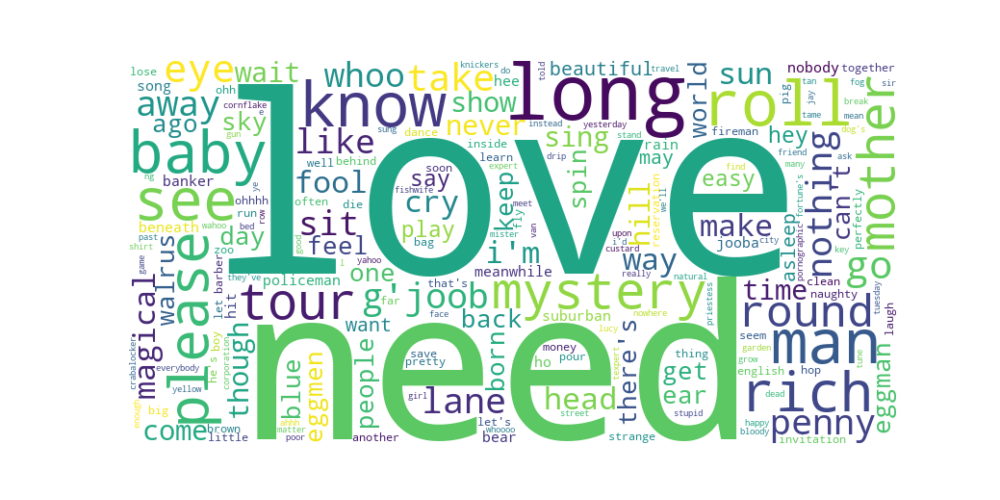 love
need
long
know
baby
see
please
mother
man
rich
roll
mystery
take
tour
round
magical
penny
nothing
lane
g'joob
eye
wait
whoo
away
ago
sky
like
fool
sit
feel
day
show
never
sing
spin
i'm
keep
say
cry
play
one
back
way
hill
make
easy
world
sun
hey
may
can't
go
time
asleep
jooba
walrus
eggman
eggmen
blue
though
people
want
born
head
there's
get
ear
thing
come
song
lose
ohh
cornflake
e
gun
well
behind
often
die
banker
beneath
ohhhh
run
bed
row
ye
ng
wahoo
past
shirt
zoo
let
barber
hit
game
policeman
they've
good
i
yahoo
far
that's
face
meanwhile
suburban
lucy
nowhere
natural
really
priestess
reservation
we'll
custard
i'd
upon
van
mister
fly
meet
drip
expert
learn
inside
dance
sung
soon
fishwife
bag
hee
do
knickers
told
beautiful
travel
instead
yesterday
stand
rain
fireman
find
city
pig
nobody
together
tan
jay
tame
fog
sir
break
mean
dog's
friend
ask
many
fortune's
pornographic
perfectly
key
clean
naughty
tuesday
laugh
seem
garden
grow
tune
english
hop
dead
happy
bloody
invitation
stupid
strange
street
money
ho
pour
texpert
save
pretty
girl
let's
whoooo
bear
another
poor
matter
ahhh
corporation
he's
boy
everybody
crabalocker
yellow
enough
big
brown
little